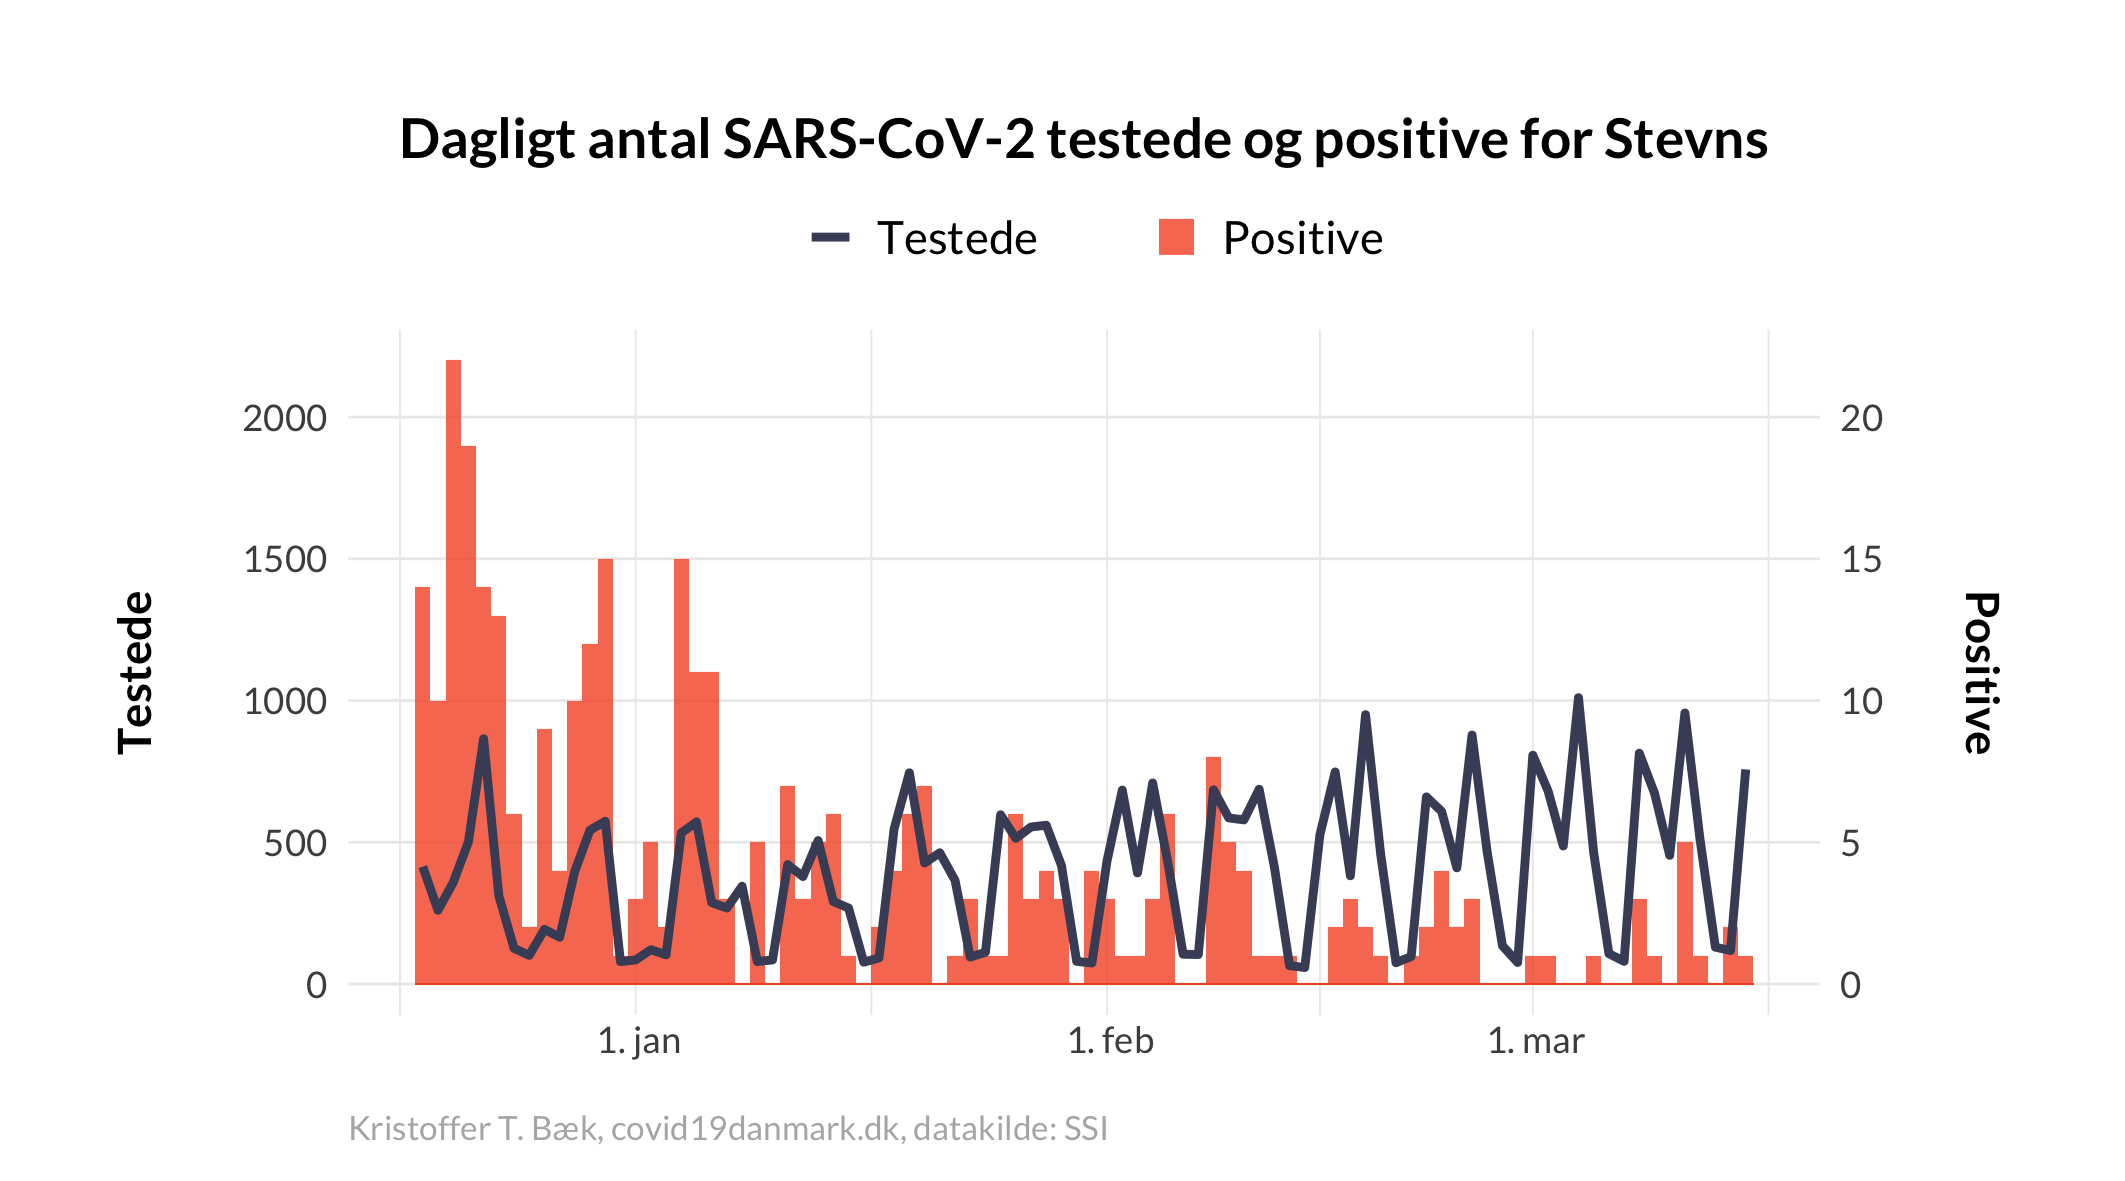 Dagligt antal SARS-CoV-2 testede og positive for Stevns
Testede Positive
2000 20
1500 15
1000 10
500 5
0 0
Testede
Positive
1. jan 1. feb 1. mar
Kristoffer T. Bæk, covid19danmark.dk, datakilde: SSI